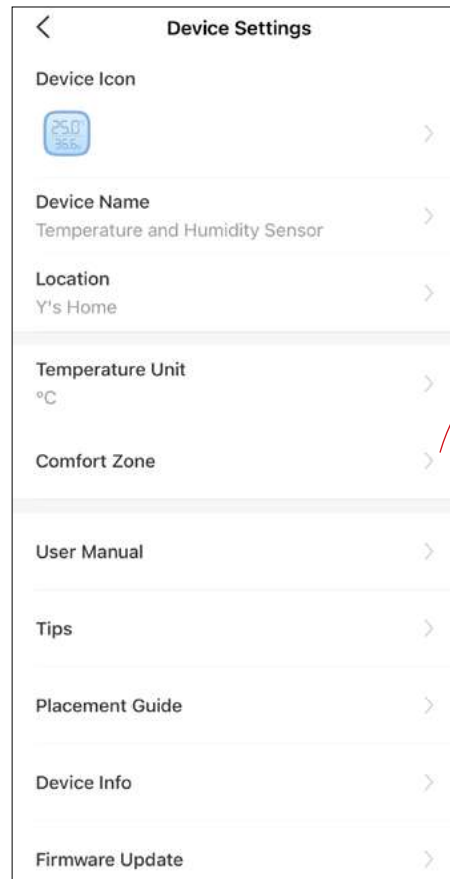 Device Settings
Device Icon
25.0°
36.6%
Device Name
Temperature and Humidity Sensor
Location
Y's Home
Temperature Unit
°C
Comfort Zone
User Manual
Tips
Placement Guide
Device Info
Firmware Update